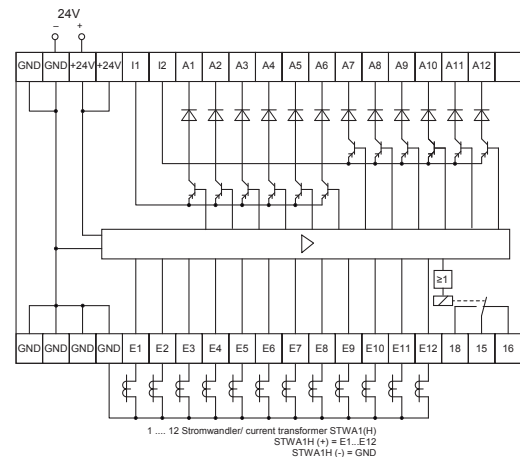 24V
– +
GND GND +24V +24V I1 I2 A1 A2 A3 A4 A5 A6 A7 A8 A9 A10 A11 A12
≥1
GND GND GND GND E1 E2 E3 E4 E5 E6 E7 E8 E9 E10 E11 E12 18 15 16
1 .... 12 Stromwandler/ current transformer STWA1(H)
STWA1H (+) = E1...E12
STWA1H (-) = GND